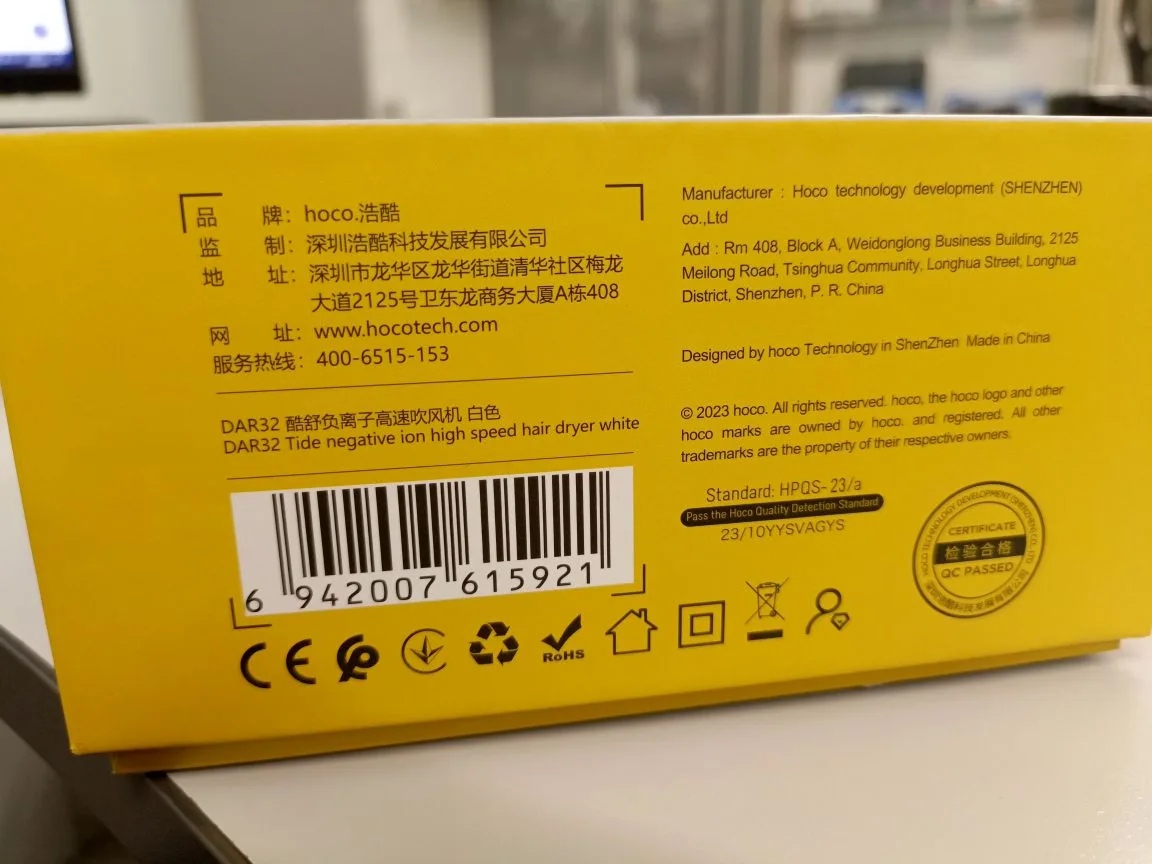 品 牌：hoco.浩酷
监 制：深圳浩酷科技发展有限公司
地 址：深圳市龙华区龙华街道清华社区梅龙
大道2125号卫东龙商务大厦A栋408
网 址：www.hocotech.com
服务热线：400-6515-153
DAR32 酷舒负离子高速吹风机 白色
DAR32 Tide negative ion high speed hair dryer white
6 942007 615921
CE
RoHS
Manufacturer : Hoco technology development (SHENZHEN)
co.,Ltd
Add : Rm 408, Block A, Weidonglong Business Building, 2125
Meilong Road, Tsinghua Community, Longhua Street, Longhua
District, Shenzhen, P. R. China
Designed by hoco Technology in ShenZhen Made in China
© 2023 hoco. All rights reserved. hoco, the hoco logo and other
hoco marks are owned by hoco. and registered. All other
trademarks are the property of their respective owners.
Standard: HPQS-23/a
Pass the Hoco Quality Detection Standard
23/10YYSVAGYS
HOCO TECHNOLOGY DEVELOPMENT (SHENZHEN) CO., LTD
CERTIFICATE
检验合格
QC PASSED